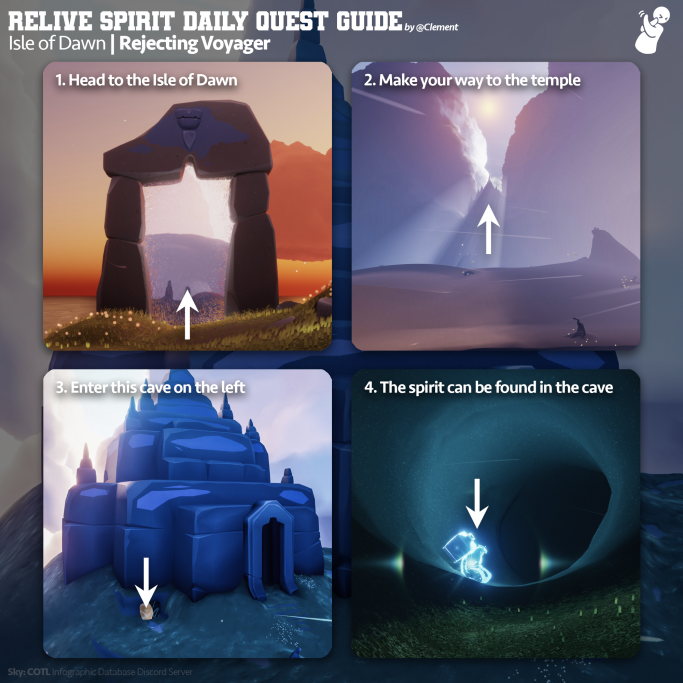 RELIVE SPIRIT DAILY QUEST GUIDE by @Clement
Isle of Dawn | Rejecting Voyager
1. Head to the Isle of Dawn
2. Make your way to the temple
3. Enter this cave on the left
4. The spirit can be found in the cave
Sky: COTL Infographic Database Discord Server